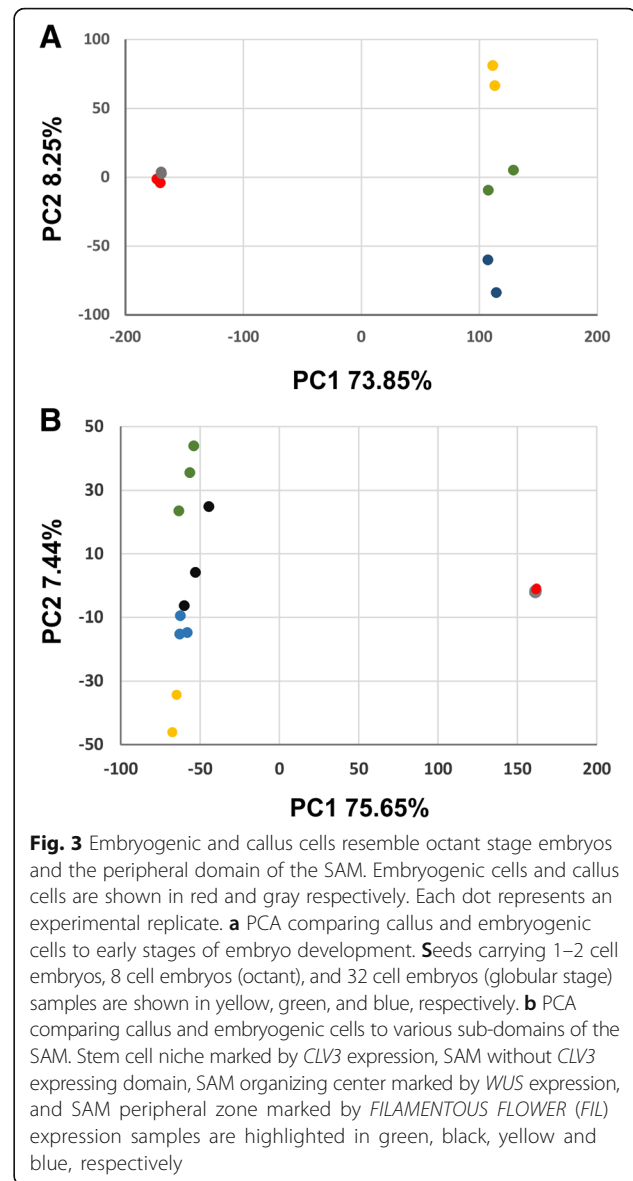 A
100
50
0
-50
-100
-200
-100
0
100
200
PC2 8.25%
PC1 73.85%
B
50
30
10
-10
-30
-50
-100
-50
0
50
100
150
200
PC2 7.44%
PC1 75.65%
Fig. 3 Embryogenic and callus cells resemble octant stage embryos
and the peripheral domain of the SAM. Embryogenic cells and callus
cells are shown in red and gray respectively. Each dot represents an
experimental replicate. a PCA comparing callus and embryogenic
cells to early stages of embryo development. Seeds carrying 1–2 cell
embryos, 8 cell embryos (octant), and 32 cell embryos (globular stage)
samples are shown in yellow, green, and blue, respectively. b PCA
comparing callus and embryogenic cells to various sub-domains of the
SAM. Stem cell niche marked by CLV3 expression, SAM without CLV3
expressing domain, SAM organizing center marked by WUS expression,
and SAM peripheral zone marked by FILAMENTOUS FLOWER (FIL)
expression samples are highlighted in green, black, yellow and
blue, respectively